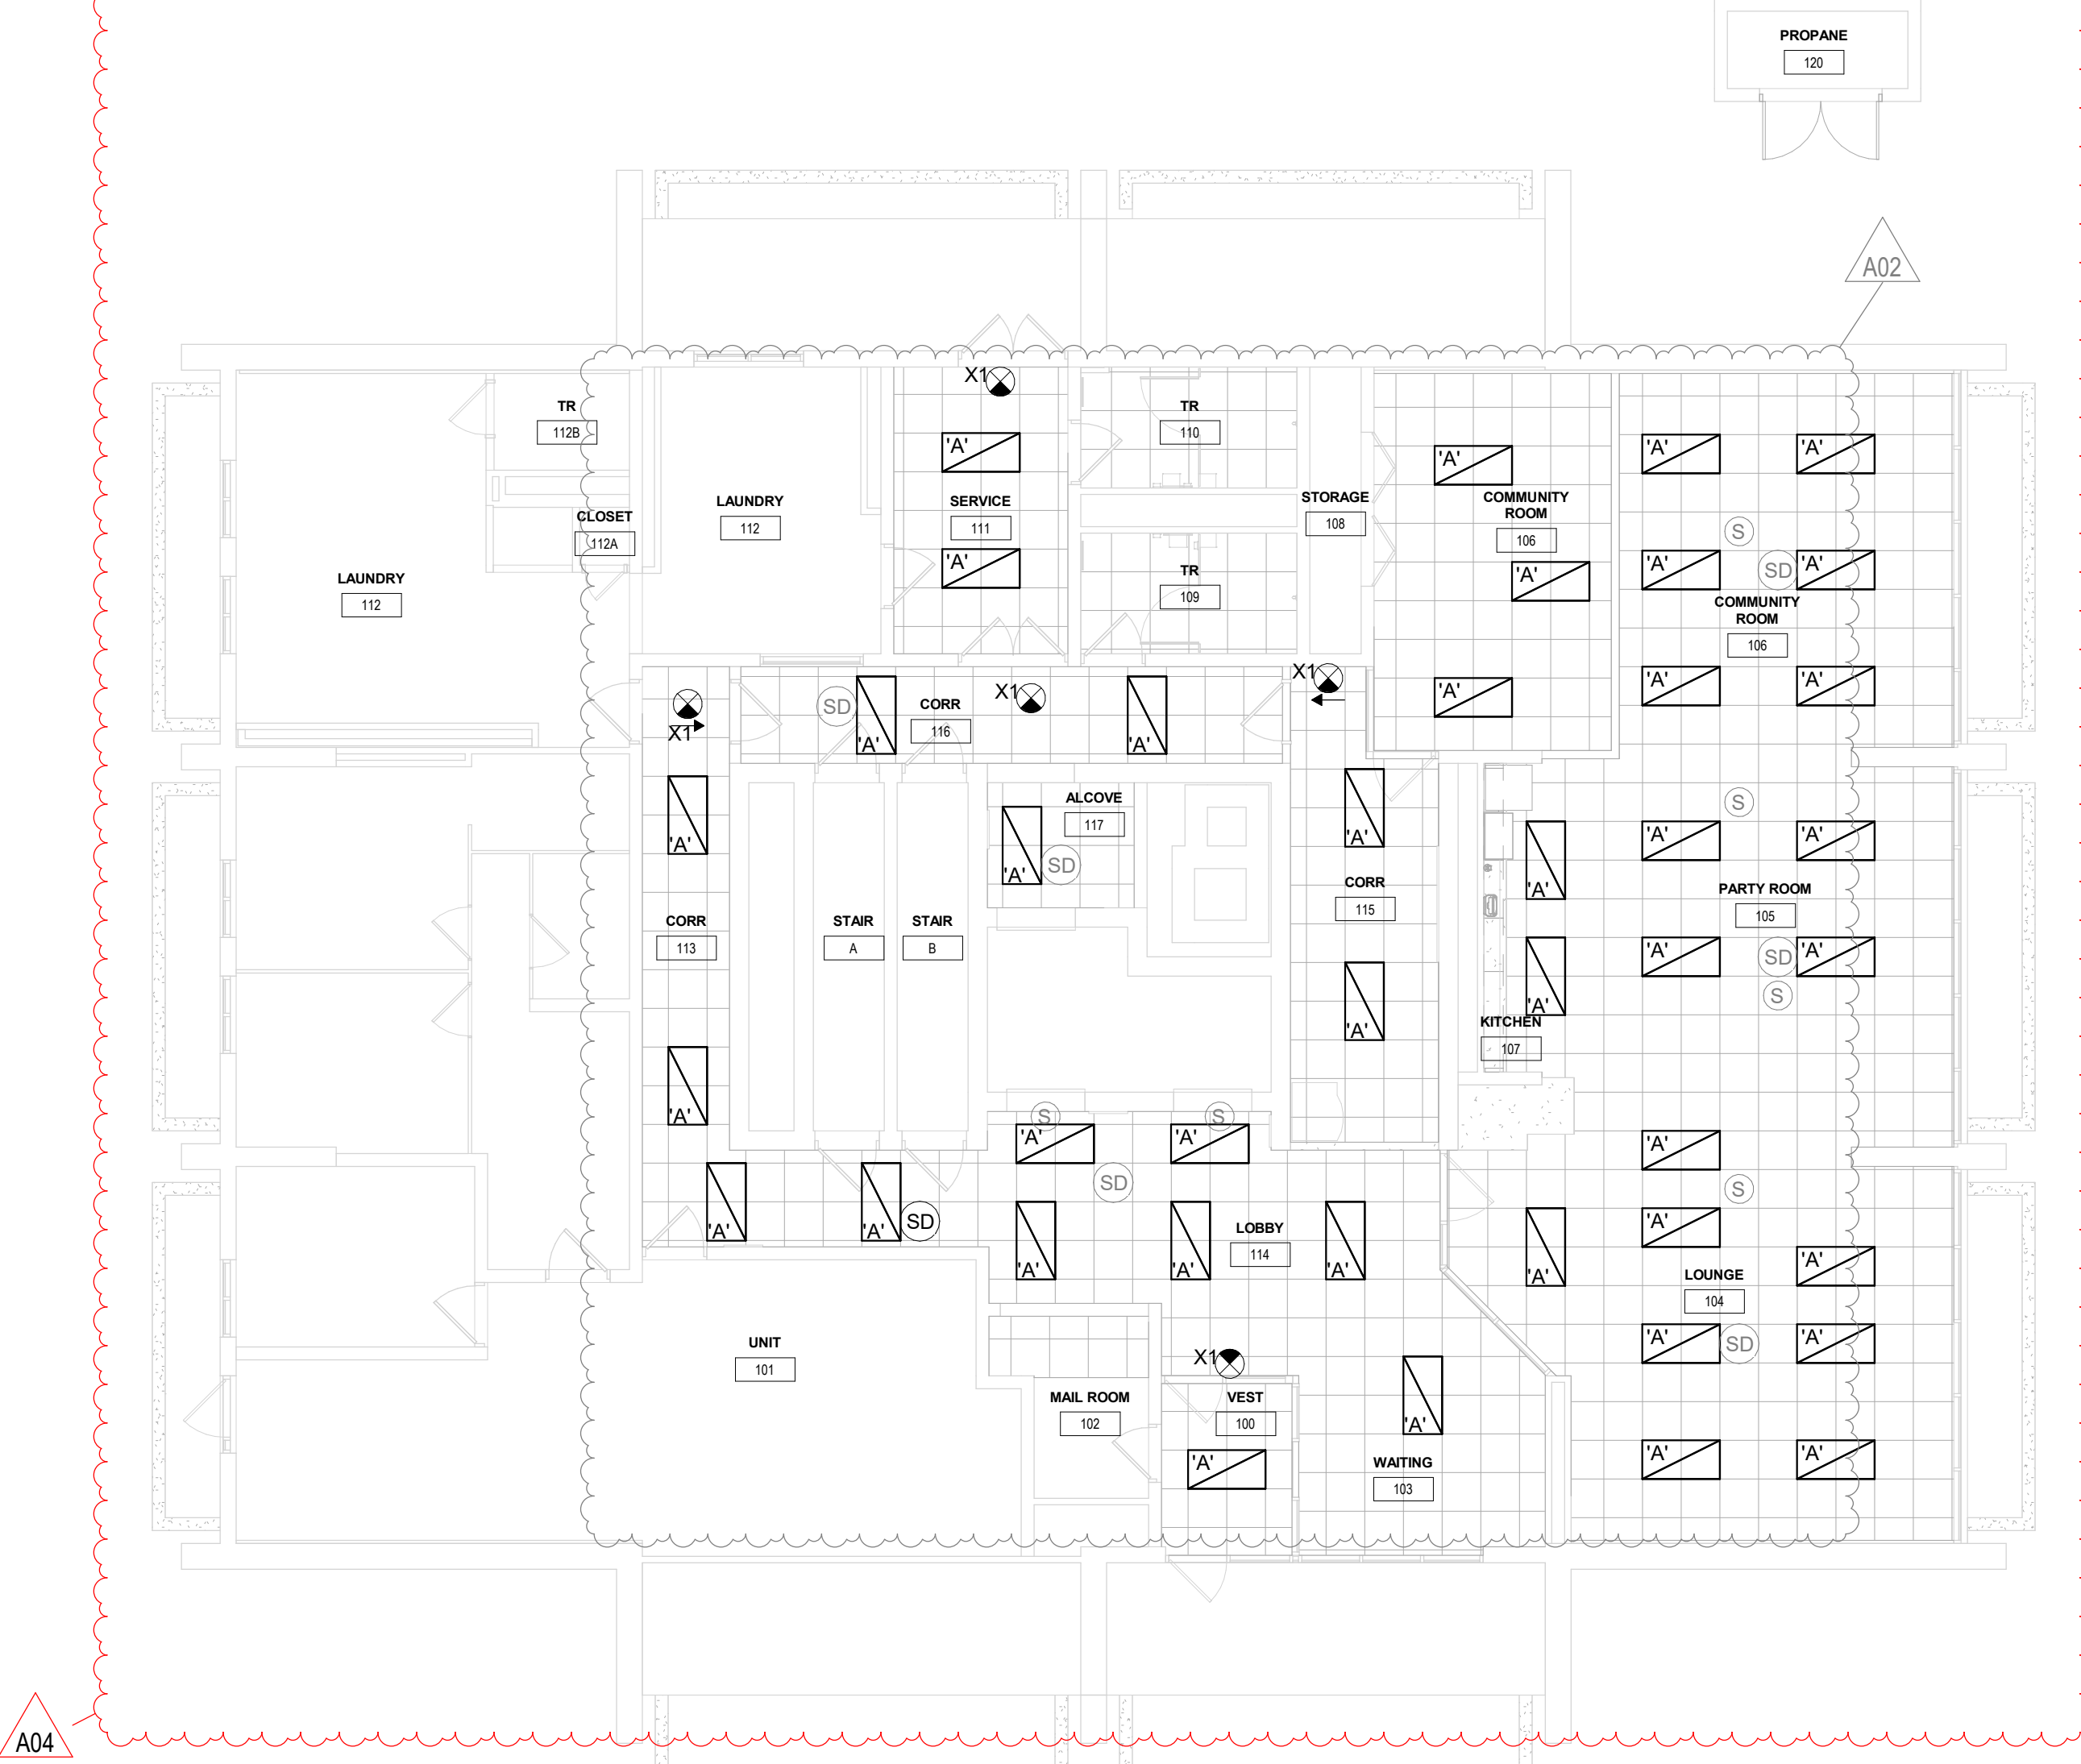 PROPANE
120
A02
X1
TR
112B
TR
110
'A'
'A'
'A'
'A'
LAUNDRY
112
SERVICE
111
STORAGE
108
COMMUNITY
ROOM
106
CLOSET
112A
S
'A'
'A'
'A'
'A'
SD
LAUNDRY
112
TR
109
COMMUNITY
ROOM
106
X1
X1
X1
'A'
'A'
'A'
SD
CORR
116
'A'
'A'
ALCOVE
117
S
'A'
'A'
'A'
'A'
'A'
'A'
SD
CORR
115
PARTY ROOM
105
CORR
113
STAIR
A
STAIR
B
'A'
'A'
SD
'A'
'A'
S
KITCHEN
107
'A'
S
S
'A'
'A'
'A'
SD
S
'A'
'A'
SD
LOBBY
114
'A'
'A'
'A'
'A'
'A'
'A'
LOUNGE
104
UNIT
101
X1
'A'
SD
'A'
MAIL ROOM
102
VEST
100
'A'
'A'
WAITING
103
'A'
'A'
A04